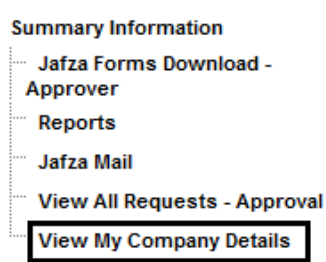 Summary Information
Jafza Forms Download -
Approver
Reports
Jafza Mail
View All Requests - Approval
View My Company Details